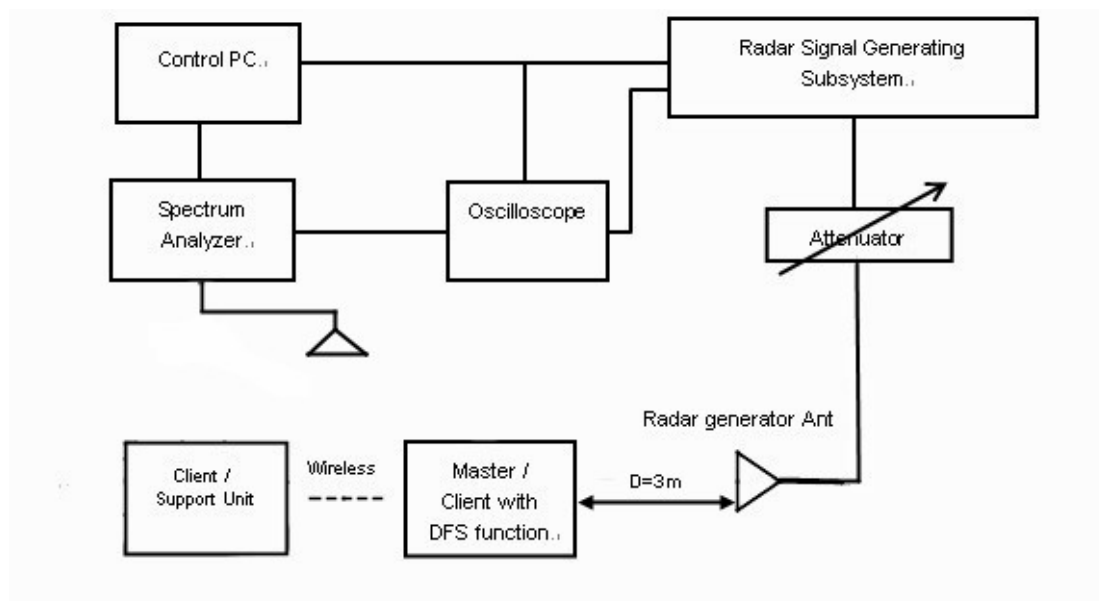 Control PC.
Radar Signal Generating
Subsystem.
Spectrum
Analyzer.
Oscilloscope
Attenuator
Radar generator Ant
Client /
Support Unit
Wireless
Master /
Client with
DFS function.
D=3m